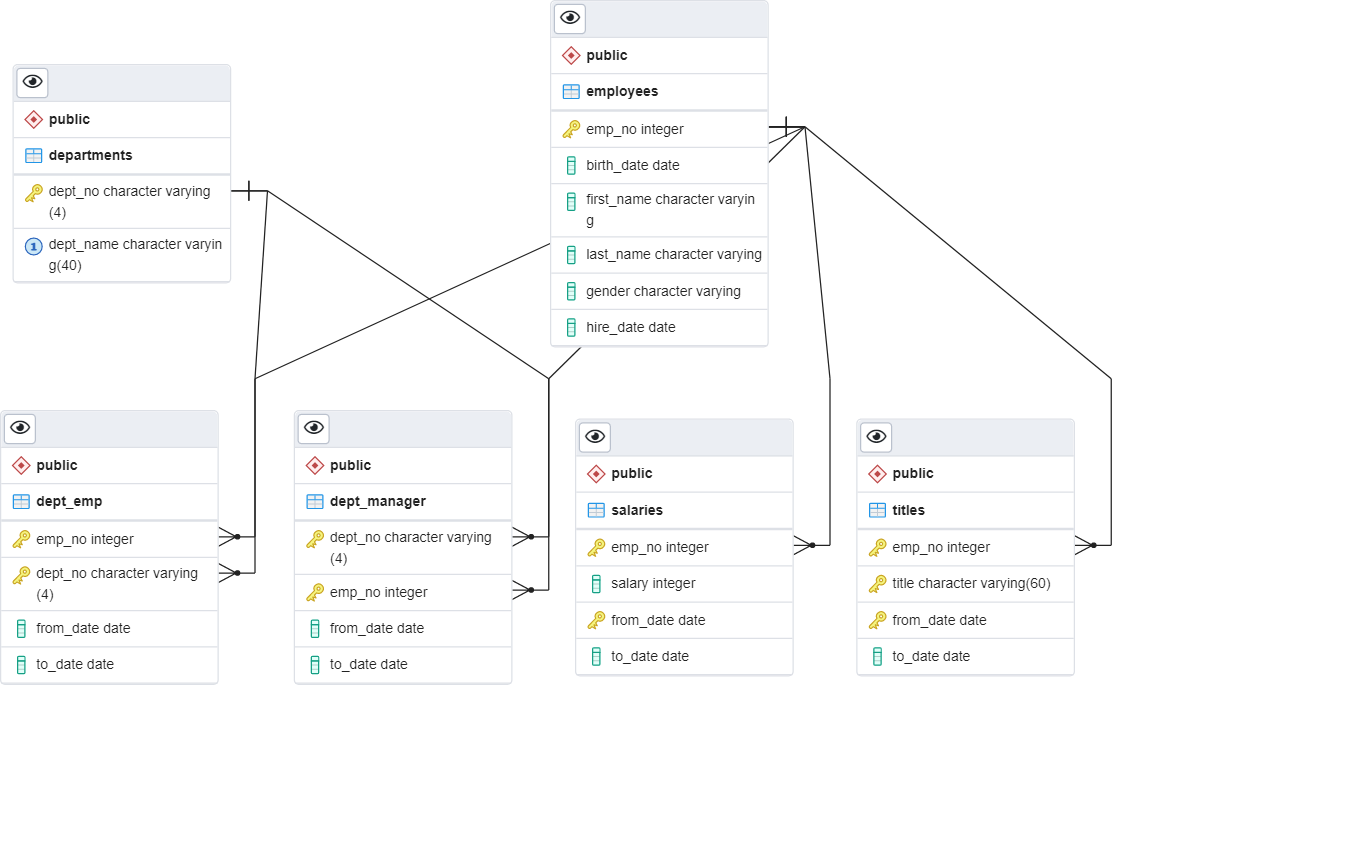 public
employees
emp_no integer
birth_date date
first_name character varyin
g
last_name character varying
gender character varying
hire_date date
public
departments
dept_no character varying
(4)
1
dept_name character varyin
g(40)
public
dept_emp
emp_no integer
dept_no character varying
(4)
from_date date
to_date date
public
dept_manager
dept_no character varying
(4)
emp_no integer
from_date date
to_date date
public
salaries
emp_no integer
salary integer
from_date date
to_date date
public
titles
emp_no integer
title character varying(60)
from_date date
to_date date